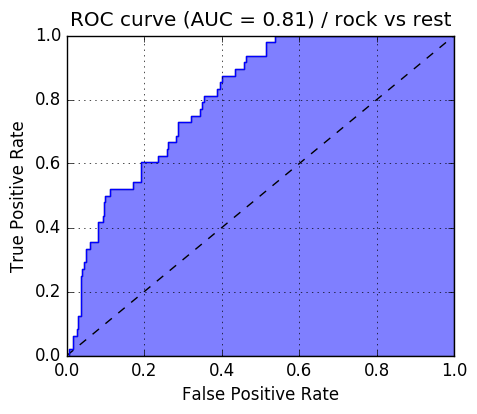 ROC curve (AUC = 0.81) / rock vs rest
1.0
0.8
0.6
0.4
0.2
0.0
True Positive Rate
0.0 0.2 0.4 0.6 0.8 1.0
False Positive Rate